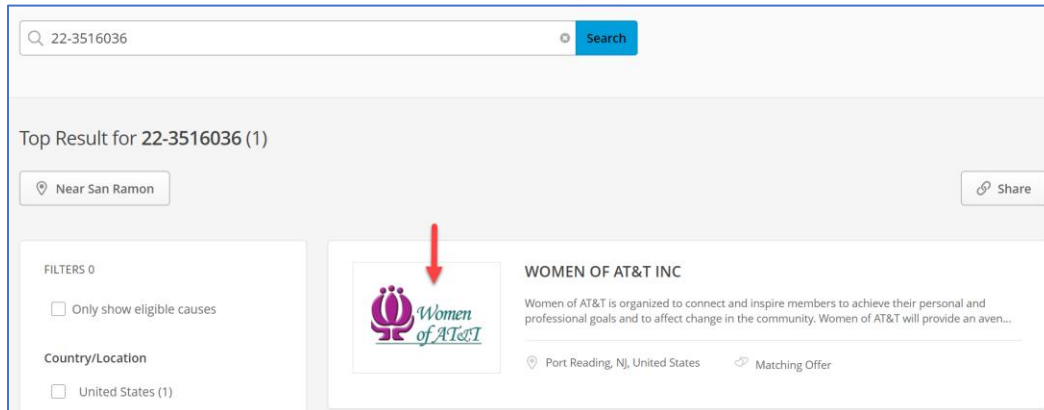 22-3516036
Search
Top Result for 22-3516036 (1)
Near San Ramon
Share
FILTERS 0
Only show eligible causes
Country/Location
United States (1)
Women
of AT&T
WOMEN OF AT&T INC
Women of AT&T is organized to connect and inspire members to achieve their personal and
professional goals and to affect change in the community. Women of AT&T will provide an aven...
Port Reading, NJ, United States
Matching Offer